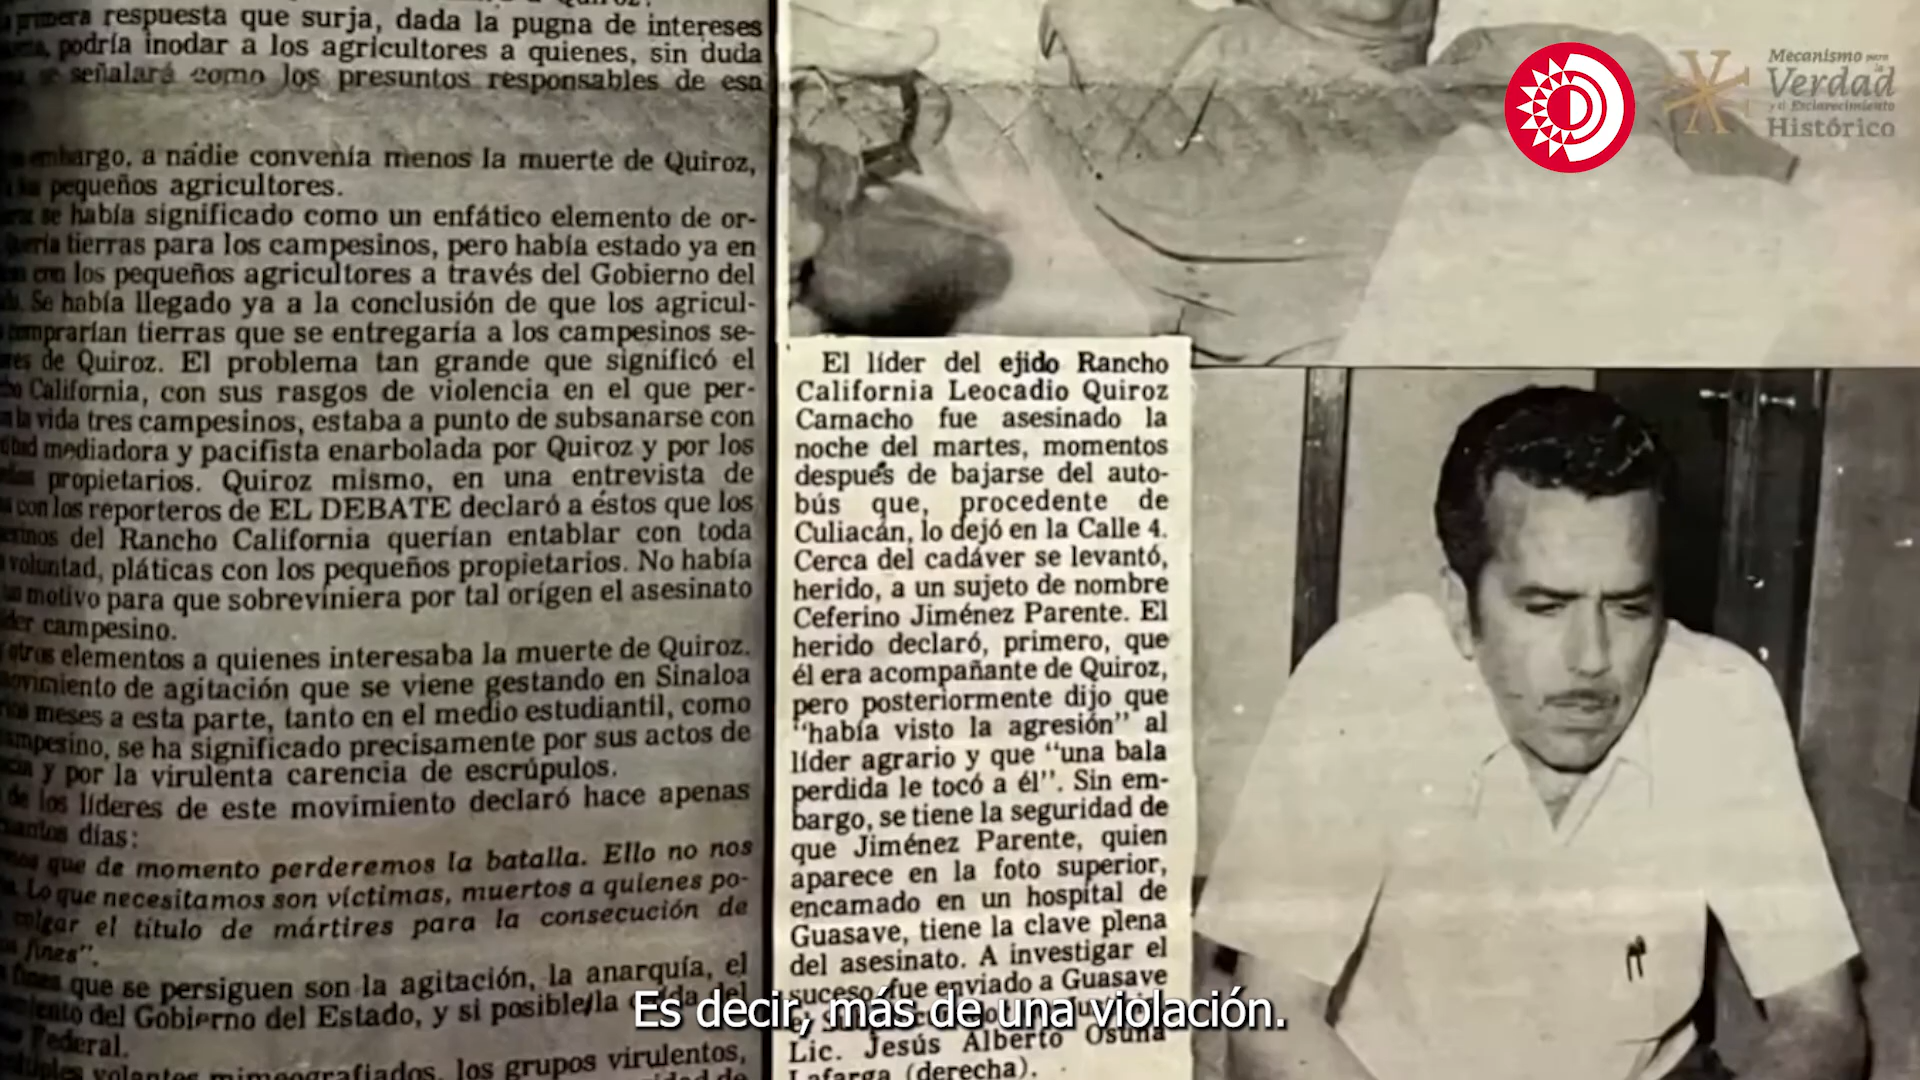 respuesta que surja, dada la pugna de intereses
podría inodar a los agricultores a quienes, sin duda
se señalará como los presuntos responsables de esa
embargo, a nadie convenía menos la muerte de Quiroz,
pequeños agricultores.
se había significado como un enfático elemento de or-
tierras para los campesinos, pero había estado ya en
con los pequeños agricultores a través del Gobierno del
Se había llegado ya a la conclusión de que los agricul-
comprarían tierras que se entregaría a los campesinos se-
de Quiroz. El problema tan grande que significó el
California, con sus rasgos de violencia en el que per-
la vida tres campesinos, estaba a punto de subsanarse con
mediadora y pacifista enarbolada por Quiroz y por los
propietarios. Quiroz mismo, en una entrevista de
con los reporteros de EL DEBATE declaró a éstos que los
del Rancho California querían entablar con toda
voluntad, pláticas con los pequeños propietarios. No había
motivo para que sobreviniera por tal orígen el asesinato
campesino.
otros elementos a quienes interesaba la muerte de Quiroz.
movimiento de agitación que se viene gestando en Sinaloa
meses a esta parte, tanto en el medio estudiantil, como
campesino, se ha significado precisamente por sus actos de
y por la virulenta carencia de escrúpulos.
de los líderes de este movimiento declaró hace apenas
cuantos días:
que de momento perderemos la batalla. Ello no nos
Lo que necesitamos son víctimas, muertos a quienes po-
colgar el título de mártires para la consecución de
fines".
que se persiguen son la agitación, la anarquía, el
del Gobierno del Estado, y si posible la caída del
Federal.
volantes mimeografiados, los grupos virulentos,
El líder del ejido Rancho
California Leocadio Quiroz
Camacho fue asesinado la
noche del martes, momentos
después de bajarse del auto-
bús que, procedente de
Culiacán, lo dejó en la Calle 4.
Cerca del cadáver se levantó,
herido, a un sujeto de nombre
Ceferino Jiménez Parente. El
herido declaró, primero, que
él era acompañante de Quiroz,
pero posteriormente dijo que
"había visto la agresión" al
líder agrario y que "una bala
perdida le tocó a él". Sin em-
bargo, se tiene la seguridad de
que Jiménez Parente, quien
aparece en la foto superior,
encamado en un hospital de
Guasave, tiene la clave plena
del asesinato. A investigar el
suceso fue enviado a Guasave
Lic. Jesús Alberto Osuna
Lafarga (derecha).
Mecanismo para
la
Verdad
y el Esclarecimiento
Histórico
Es decir, más de una violación.